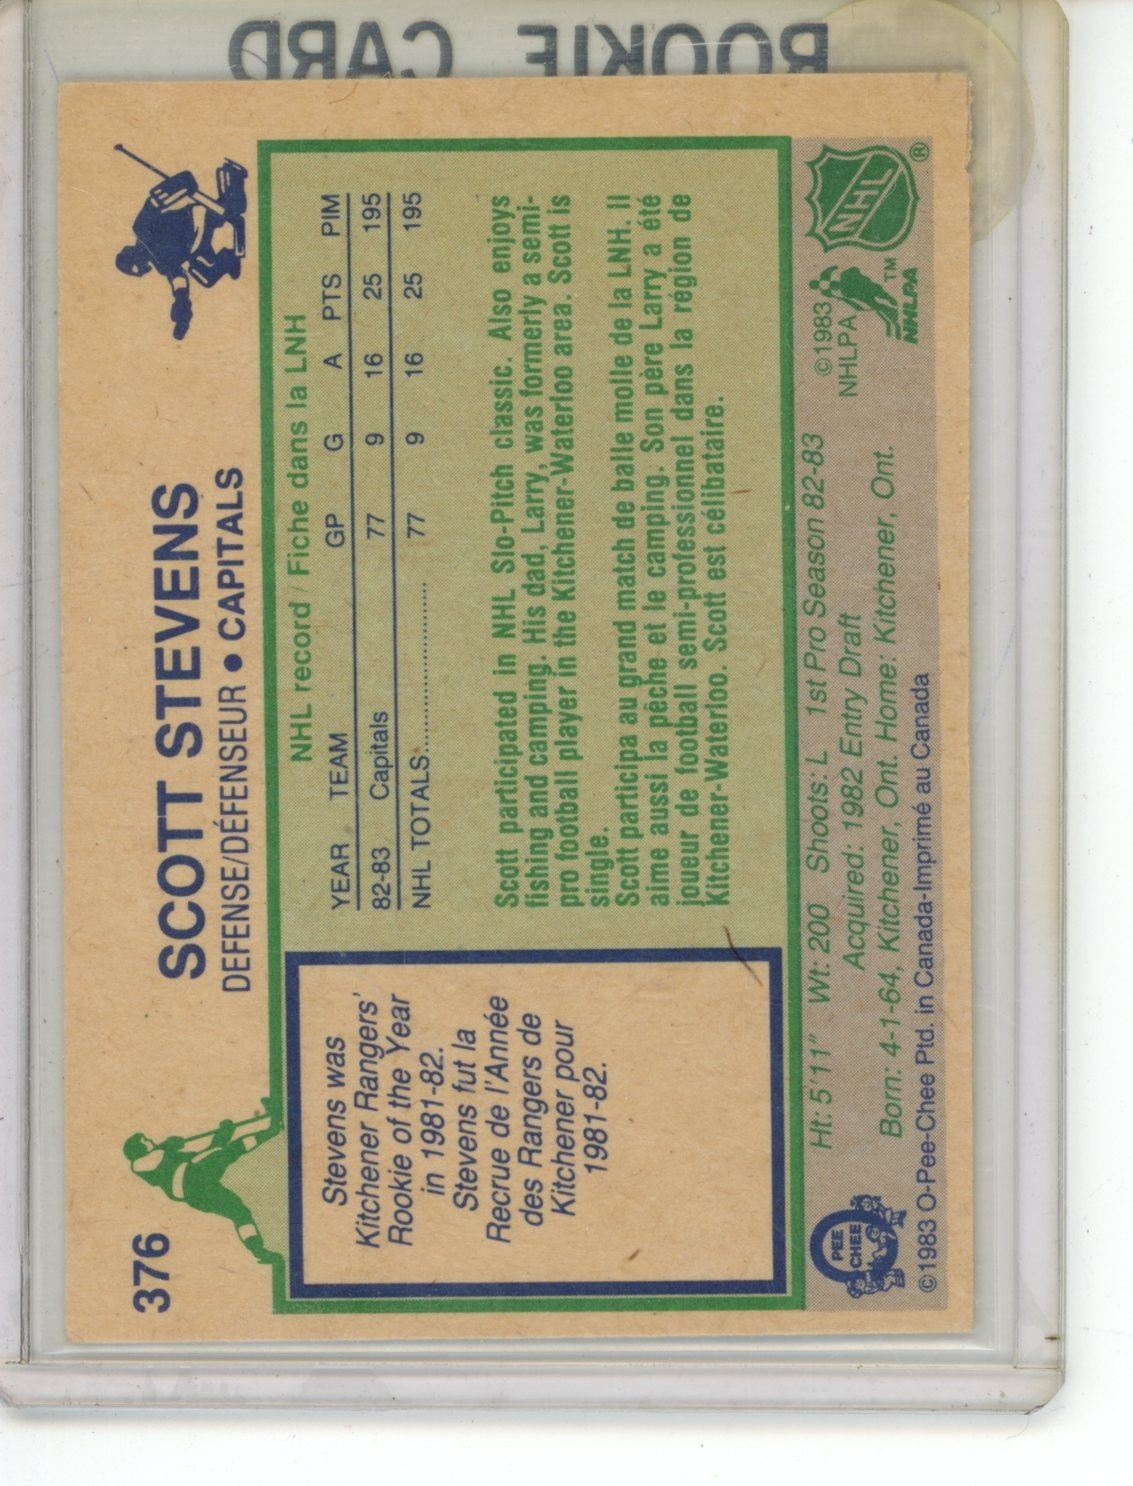 ROOKIE CARD
376
SCOTT STEVENS
DEFENSE/DÉFENSEUR • CAPITALS
NHL record / Fiche dans la LNH
YEAR TEAM GP G A PTS PIM
82-83 Capitals 77 9 16 25 195
NHL TOTALS.................... 77 9 16 25 195
Scott participated in NHL Slo-Pitch classic. Also enjoys
fishing and camping. His dad, Larry, was formerly a semi-
pro football player in the Kitchener-Waterloo area. Scott is
single.
Scott participa au grand match de balle molle de la LNH. Il
aime aussi la pêche et le camping. Son père Larry a été
joueur de football semi-professionnel dans la région de
Kitchener-Waterloo. Scott est célibataire.
Stevens was
Kitchener Rangers'
Rookie of the Year
in 1981-82.
Stevens fut la
Recrue de l'Année
des Rangers de
Kitchener pour
1981-82.
Ht: 5'11" Wt: 200 Shoots: L 1st Pro Season 82-83
Acquired: 1982 Entry Draft
Born: 4-1-64, Kitchener, Ont. Home: Kitchener, Ont.
©1983 O-Pee-Chee Ptd. in Canada-Imprimé au Canada
O
PEE
CHEE
©1983
NHLPA
TM
NHLPA
NHL
®